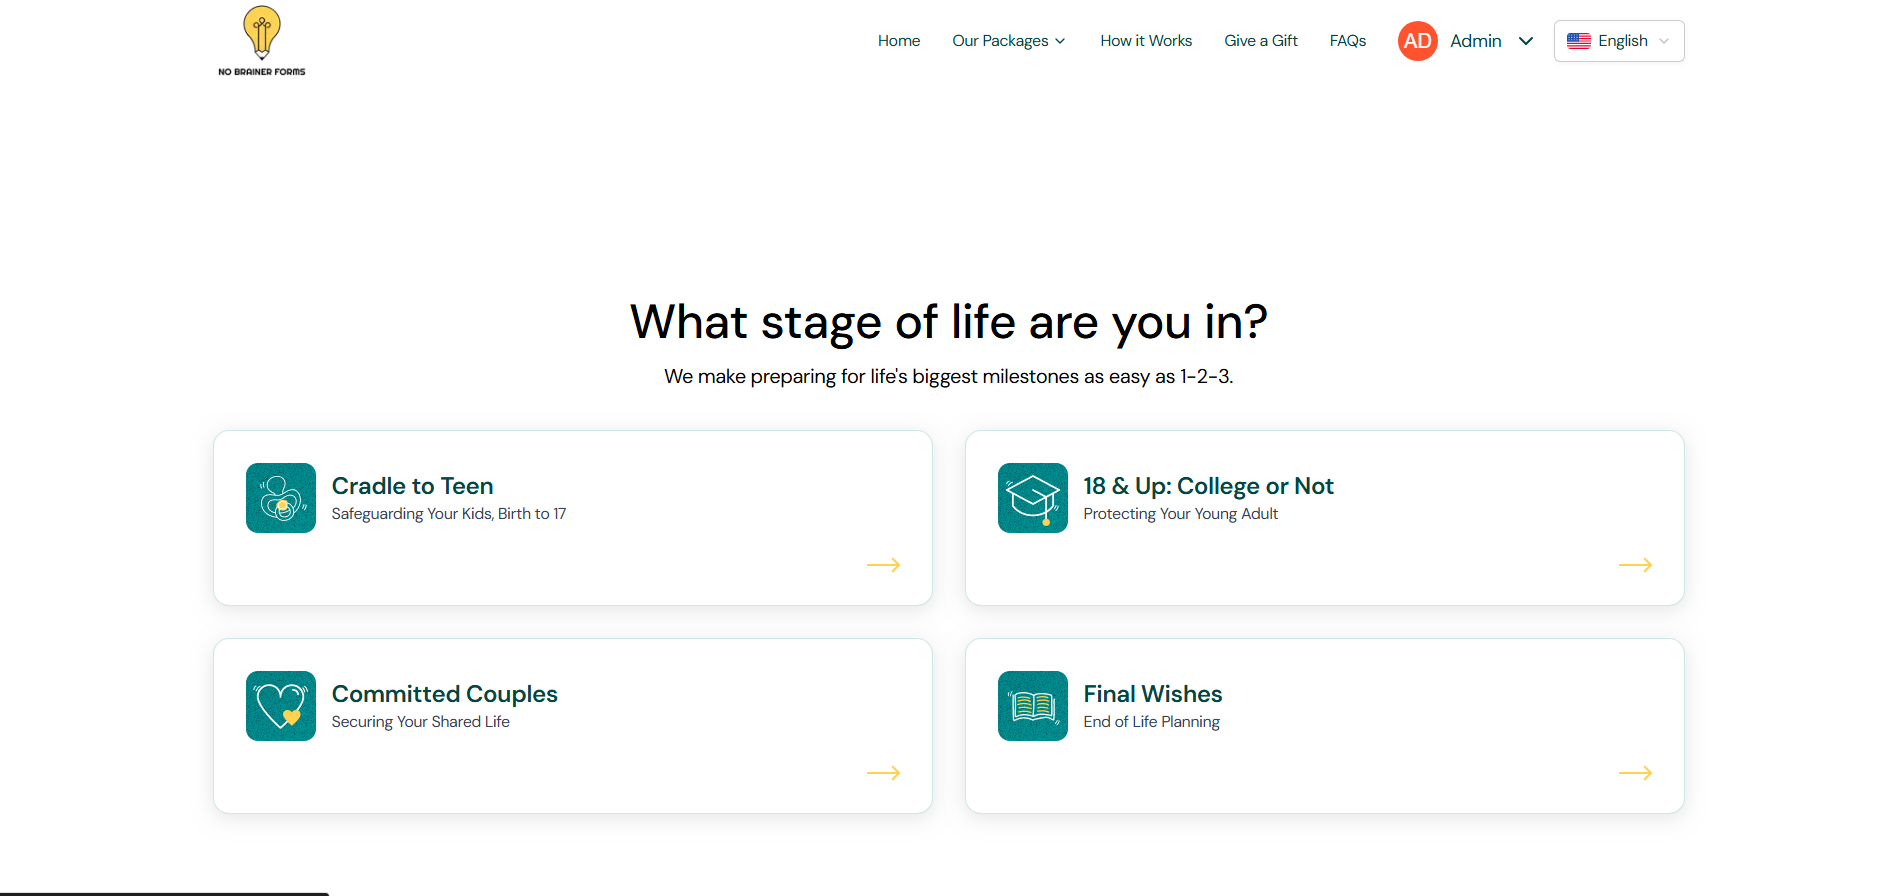 NO BRAINER FORMS
Home
Our Packages
How it Works
Give a Gift
FAQs
AD
Admin
English
What stage of life are you in?
We make preparing for life's biggest milestones as easy as 1-2-3.
Cradle to Teen
Safeguarding Your Kids, Birth to 17
18 & Up: College or Not
Protecting Your Young Adult
Committed Couples
Securing Your Shared Life
Final Wishes
End of Life Planning